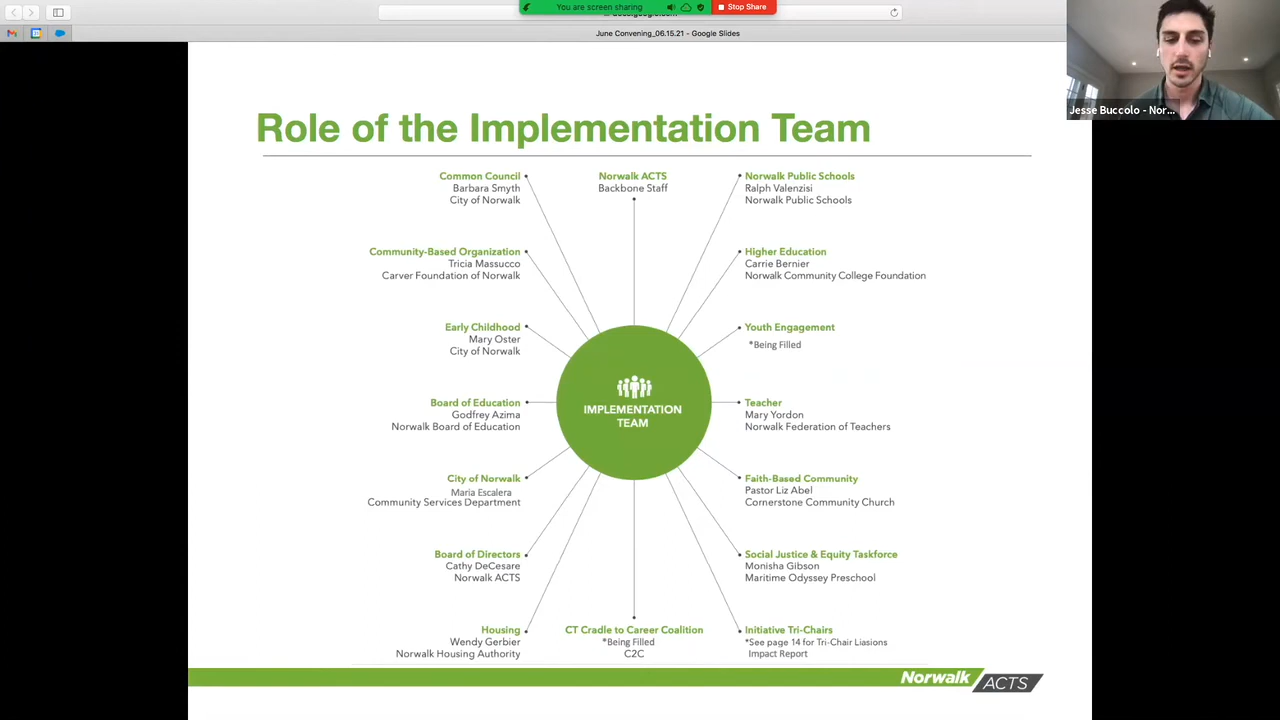 You are screen sharing
Stop Share
June Convening_06.15.21 - Google Slides
Jesse Buccolo - Nor...
Role of the Implementation Team
Common Council
Barbara Smyth
City of Norwalk
Norwalk ACTS
Backbone Staff
Norwalk Public Schools
Ralph Valenzisi
Norwalk Public Schools
Community-Based Organization
Tricia Massucco
Carver Foundation of Norwalk
Higher Education
Carrie Bernier
Norwalk Community College Foundation
Early Childhood
Mary Oster
City of Norwalk
Youth Engagement
*Being Filled
IMPLEMENTATION
TEAM
Board of Education
Godfrey Azima
Norwalk Board of Education
Teacher
Mary Yordon
Norwalk Federation of Teachers
City of Norwalk
Maria Escalera
Community Services Department
Faith-Based Community
Pastor Liz Abel
Cornerstone Community Church
Board of Directors
Cathy DeCesare
Norwalk ACTS
Social Justice & Equity Taskforce
Monisha Gibson
Maritime Odyssey Preschool
Housing
Wendy Gerbier
Norwalk Housing Authority
CT Cradle to Career Coalition
*Being Filled
C2C
Initiative Tri-Chairs
*See page 14 for Tri-Chair Liasions
Impact Report
Norwalk ACTS